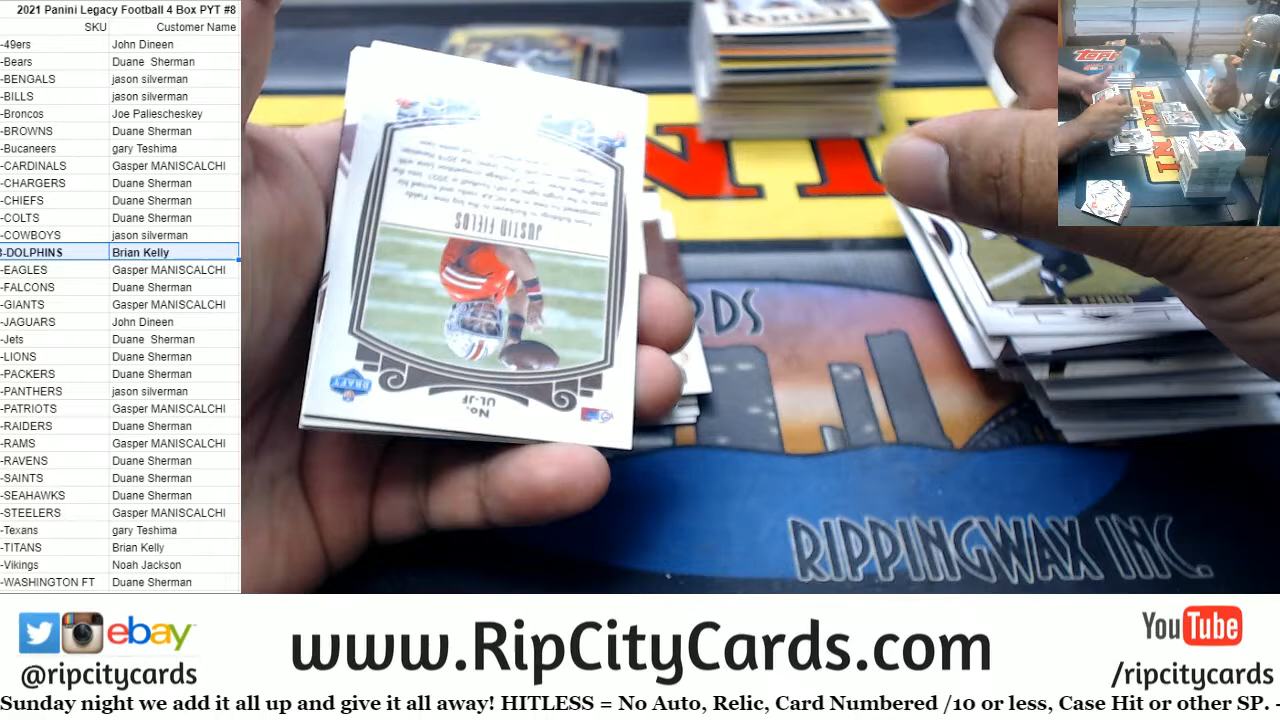 2021 Panini Legacy Football 4 Box PYT #8
SKU Customer Name
-49ers John Dineen
-Bears Duane Sherman
-BENGALS jason silverman
-BILLS jason silverman
-Broncos Joe Paliescheskey
-BROWNS Duane Sherman
-Bucaneers gary Teshima
-CARDINALS Gasper MANISCALCHI
-CHARGERS Duane Sherman
-CHIEFS Duane Sherman
-COLTS Duane Sherman
-COWBOYS jason silverman
-DOLPHINS Brian Kelly
-EAGLES Gasper MANISCALCHI
-FALCONS Duane Sherman
-GIANTS Gasper MANISCALCHI
-JAGUARS John Dineen
-Jets Duane Sherman
-LIONS Duane Sherman
-PACKERS Duane Sherman
-PANTHERS jason silverman
-PATRIOTS Gasper MANISCALCHI
-RAIDERS Duane Sherman
-RAMS Gasper MANISCALCHI
-RAVENS Duane Sherman
-SAINTS Duane Sherman
-SEAHAWKS Duane Sherman
-STEELERS Gasper MANISCALCHI
-Texans gary Teshima
-TITANS Brian Kelly
-Vikings Noah Jackson
-WASHINGTON FT Duane Sherman
JUSTIN FIELDS
No.
UL-JF
DRAFT
RDS
RIPPINGWAX INC.
PANINI
ebay
@ripcitycards
www.RipCityCards.com
YouTube
/ripcitycards
Sunday night we add it all up and give it all away! HITLESS = No Auto, Relic, Card Numbered /10 or less, Case Hit or other SP. -